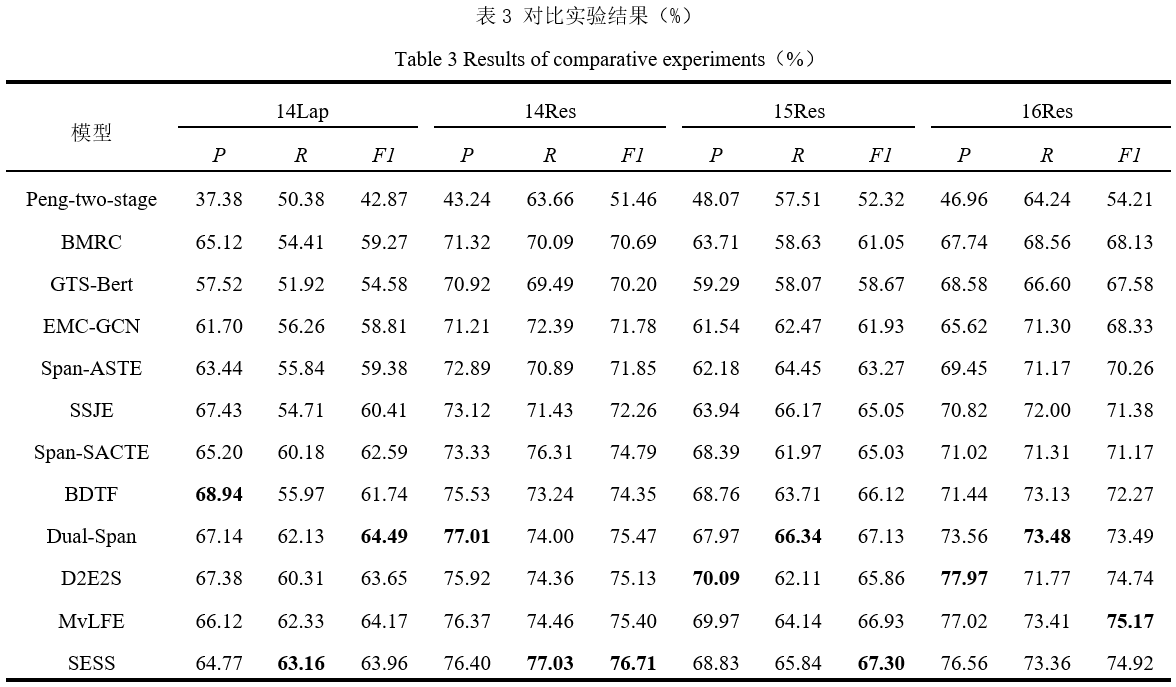 表 3 对比实验结果（%）
Table 3 Results of comparative experiments（%）
模型 14Lap 14Res 15Res 16Res
P R F1 P R F1 P R F1 P R F1
Peng-two-stage 37.38 50.38 42.87 43.24 63.66 51.46 48.07 57.51 52.32 46.96 64.24 54.21
BMRC 65.12 54.41 59.27 71.32 70.09 70.69 63.71 58.63 61.05 67.74 68.56 68.13
GTS-Bert 57.52 51.92 54.58 70.92 69.49 70.20 59.29 58.07 58.67 68.58 66.60 67.58
EMC-GCN 61.70 56.26 58.81 71.21 72.39 71.78 61.54 62.47 61.93 65.62 71.30 68.33
Span-ASTE 63.44 55.84 59.38 72.89 70.89 71.85 62.18 64.45 63.27 69.45 71.17 70.26
SSJE 67.43 54.71 60.41 73.12 71.43 72.26 63.94 66.17 65.05 70.82 72.00 71.38
Span-SACTE 65.20 60.18 62.59 73.33 76.31 74.79 68.39 61.97 65.03 71.02 71.31 71.17
BDTF 68.94 55.97 61.74 75.53 73.24 74.35 68.76 63.71 66.12 71.44 73.13 72.27
Dual-Span 67.14 62.13 64.49 77.01 74.00 75.47 67.97 66.34 67.13 73.56 73.48 73.49
D2E2S 67.38 60.31 63.65 75.92 74.36 75.13 70.09 62.11 65.86 77.97 71.77 74.74
MvLFE 66.12 62.33 64.17 76.37 74.46 75.40 69.97 64.14 66.93 77.02 73.41 75.17
SESS 64.77 63.16 63.96 76.40 77.03 76.71 68.83 65.84 67.30 76.56 73.36 74.92